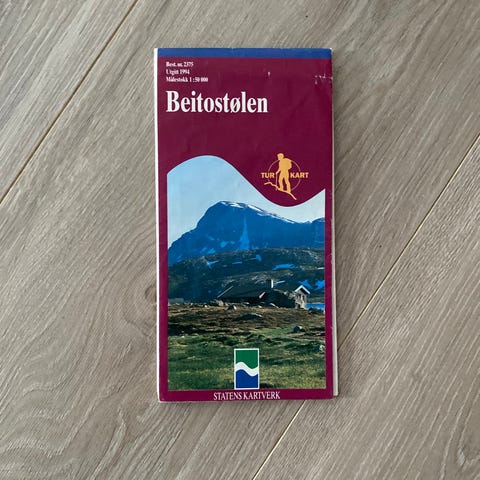 Best. nr. 2375
Utgitt 1994
Målestokk 1 : 50 000
Beitostølen
TUR KART
STATENS KARTVERK